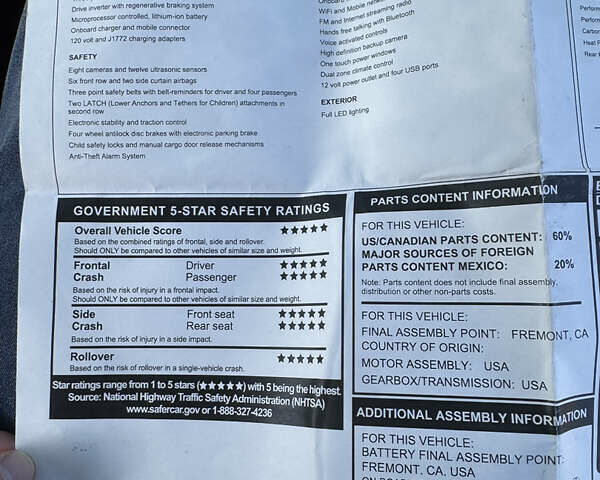 Drive inverter with regenerative braking system
Microprocessor controlled, lithium-ion battery
Onboard charger and mobile connector
120 volt and J1772 charging adapters
SAFETY
Eight cameras and twelve ultrasonic sensors
Six front row and two side curtain airbags
Three point safety belts with belt-reminders for driver and four passengers
Two LATCH (Lower Anchors and Tethers for Children) attachments in
second row
Electronic stability and traction control
Four wheel antilock disc brakes with electronic parking brake
Child safety locks and manual cargo door release mechanisms
Anti-Theft Alarm System
Onboard
WiFi and Mobile
FM and Internet streaming radio
Hands free talking with Bluetooth
Voice activated controls
High definition backup camera
One touch power windows
Dual zone climate control
12 volt power outlet and four USB ports
EXTERIOR
Full LED lighting
GOVERNMENT 5-STAR SAFETY RATINGS
Overall Vehicle Score ★★★★★
Based on the combined ratings of frontal, side and rollover.
Should ONLY be compared to other vehicles of similar size and weight.
Frontal Driver ★★★★★
Crash Passenger ★★★★★
Based on the risk of injury in a frontal impact.
Should ONLY be compared to other vehicles of similar size and weight.
Side Front seat ★★★★★
Crash Rear seat ★★★★★
Based on the risk of injury in a side impact.
Rollover ★★★★★
Based on the risk of rollover in a single-vehicle crash.
Star ratings range from 1 to 5 stars (★★★★★) with 5 being the highest.
Source: National Highway Traffic Safety Administration (NHTSA)
www.safercar.gov or 1-888-327-4236
PARTS CONTENT INFORMATION
FOR THIS VEHICLE:
US/CANADIAN PARTS CONTENT: 60%
MAJOR SOURCES OF FOREIGN
PARTS CONTENT MEXICO: 20%
Note: Parts content does not include final assembly,
distribution or other non-parts costs.
FOR THIS VEHICLE:
FINAL ASSEMBLY POINT: FREMONT, CA
COUNTRY OF ORIGIN:
MOTOR ASSEMBLY: USA
GEARBOX/TRANSMISSION: USA
ADDITIONAL ASSEMBLY INFORMATION
FOR THIS VEHICLE:
BATTERY FINAL ASSEMBLY POINT:
FREMONT, CA, USA